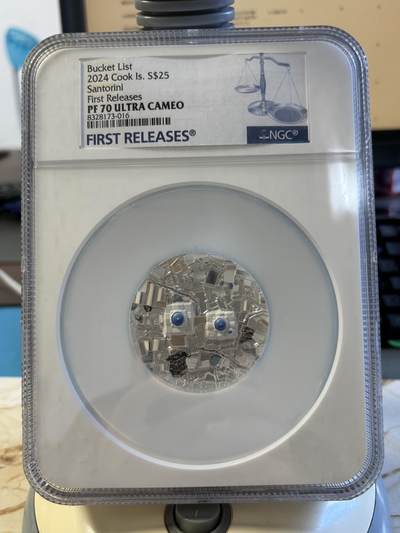 Bucket List
2024 Cook Is. S$25
Santorini
First Releases
PF 70 ULTRA CAMEO
8328173-016
FIRST RELEASES®
NGC®